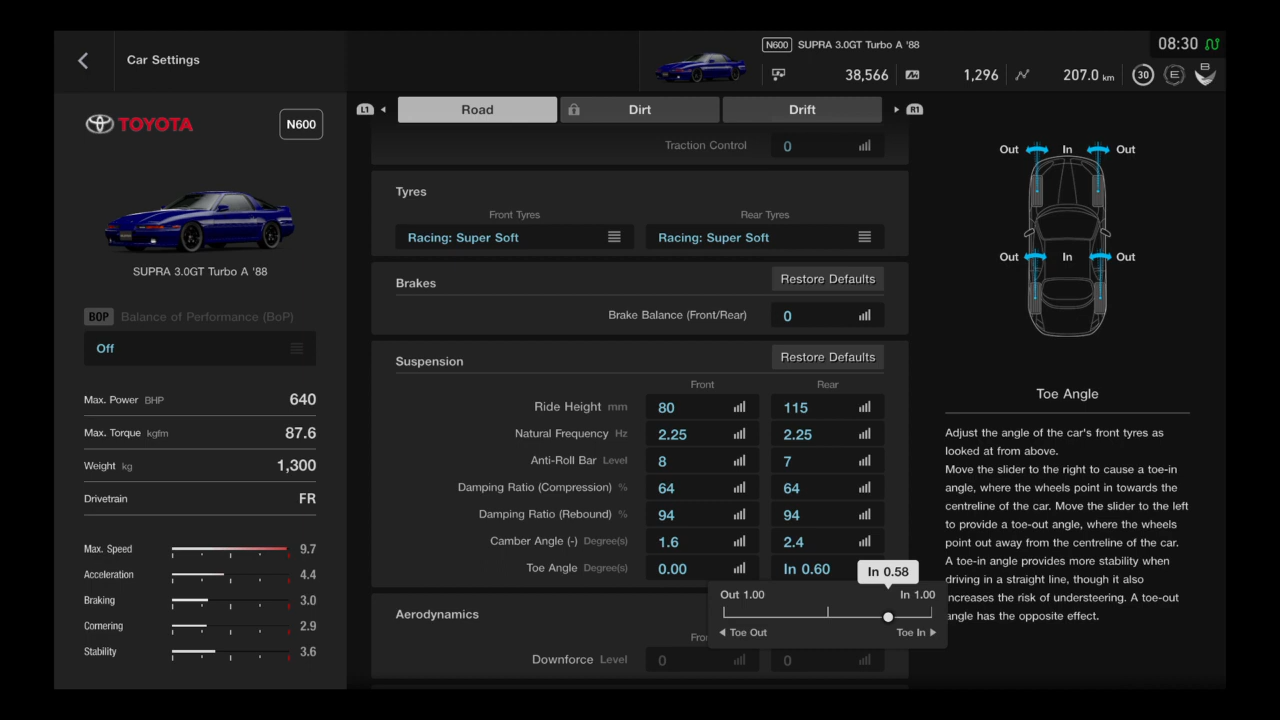 Car Settings
N600 SUPRA 3.0GT Turbo A '88
38,566 1,296 207.0 km 30 E B
08:30
TOYOTA N600
SUPRA 3.0GT Turbo A '88
BOP Balance of Performance (BoP)
Off
Max. Power BHP 640
Max. Torque kgfm 87.6
Weight kg 1,300
Drivetrain FR
Max. Speed 9.7
Acceleration 4.4
Braking 3.0
Cornering 2.9
Stability 3.6
L1 Road Dirt Drift R1
Traction Control 0
Tyres
Front Tyres Rear Tyres
Racing: Super Soft Racing: Super Soft
Brakes Restore Defaults
Brake Balance (Front/Rear) 0
Suspension Restore Defaults
Front Rear
Ride Height mm 80 115
Natural Frequency Hz 2.25 2.25
Anti-Roll Bar Level 8 7
Damping Ratio (Compression) % 64 64
Damping Ratio (Rebound) % 94 94
Camber Angle (-) Degree(s) 1.6 2.4
Toe Angle Degree(s) 0.00 In 0.60
In 0.58
Out 1.00 In 1.00
Toe Out Toe In
Aerodynamics
Downforce Level 0 0
Out In Out
Out In Out
Toe Angle
Adjust the angle of the car's front tyres as
looked at from above.
Move the slider to the right to cause a toe-in
angle, where the wheels point in towards the
centreline of the car. Move the slider to the left
to provide a toe-out angle, where the wheels
point out away from the centreline of the car.
A toe-in angle provides more stability when
driving in a straight line, though it also
increases the risk of understeering. A toe-out
angle has the opposite effect.